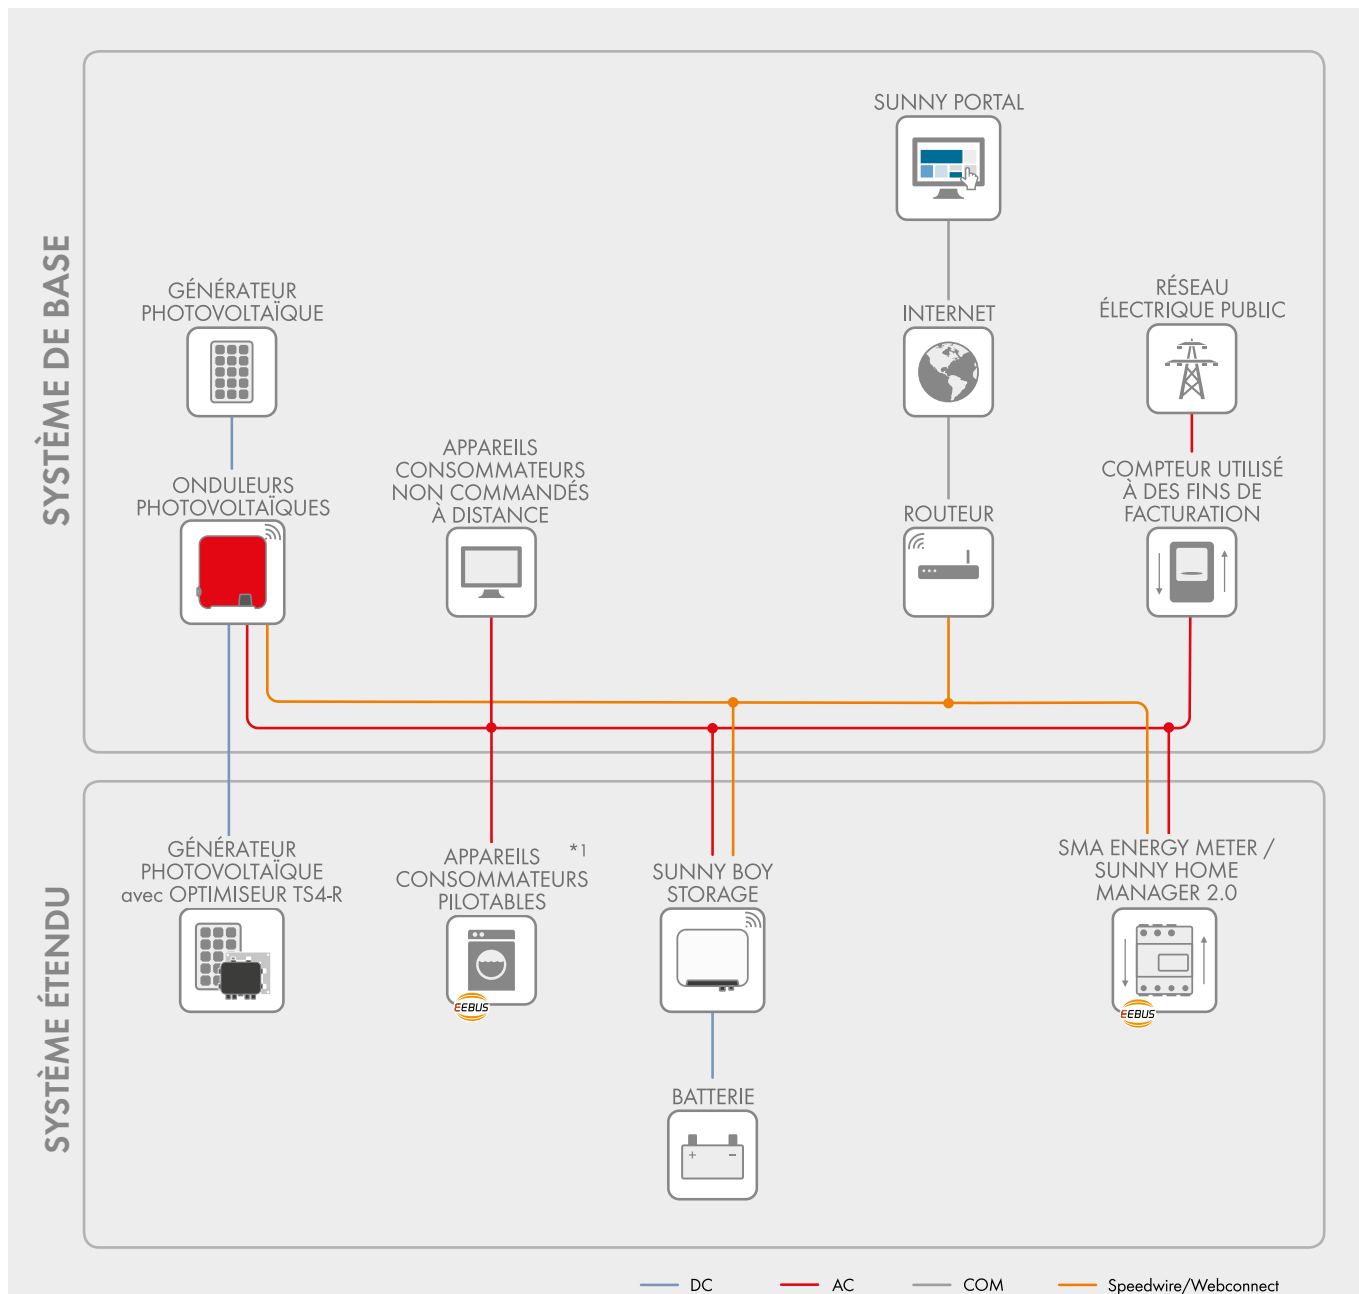 SYSTÈME DE BASE
SUNNY PORTAL
GÉNÉRATEUR
PHOTOVOLTAÏQUE
INTERNET
RÉSEAU
ÉLECTRIQUE PUBLIC
ONDULEURS
PHOTOVOLTAÏQUES
APPAREILS
CONSOMMATEURS
NON COMMANDÉS
À DISTANCE
ROUTEUR
COMPTEUR UTILISÉ
À DES FINS DE
FACTURATION
SYSTÈME ÉTENDU
GÉNÉRATEUR
PHOTOVOLTAÏQUE
avec OPTIMISEUR TS4-R
APPAREILS *1
CONSOMMATEURS
PILOTABLES
EEBUS
SUNNY BOY
STORAGE
SMA ENERGY METER /
SUNNY HOME
MANAGER 2.0
EEBUS
BATTERIE
+ −
DC
AC
COM
Speedwire/Webconnect